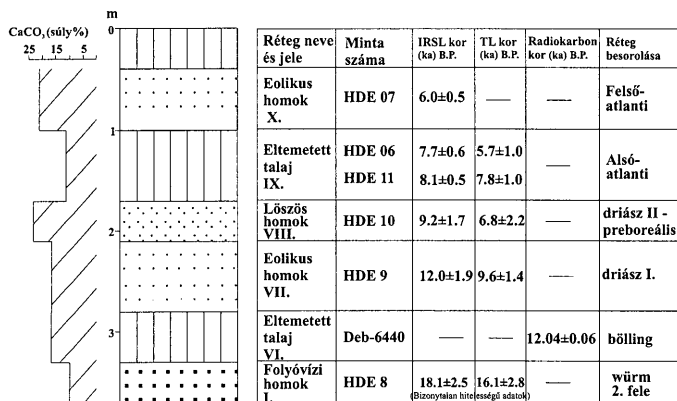 m
CaCO₃ (súly%)
25 15 5
0
1
2
3
Réteg neve és jele
Minta száma
IRSL kor (ka) B.P.
TL kor (ka) B.P.
Radiokarbon kor (ka) B.P.
Réteg besorolása
Eolikus homok X.
HDE 07
6.0±0.5
—
—
Felső-atlanti
Eltemetett talaj IX.
HDE 06
7.7±0.6
5.7±1.0
HDE 11
8.1±0.5
7.8±1.0
—
Alsó-atlanti
Löszös homok VIII.
HDE 10
9.2±1.7
6.8±2.2
—
driász II - preboreális
Eolikus homok VII.
HDE 9
12.0±1.9
9.6±1.4
—
driász I.
Eltemetett talaj VI.
Deb-6440
—
—
12.04±0.06
bölling
Folyóvízi homok I.
HDE 8
18.1±2.5
16.1±2.8
—
würm 2. fele
(Bizonytalan hitelességű adatok)